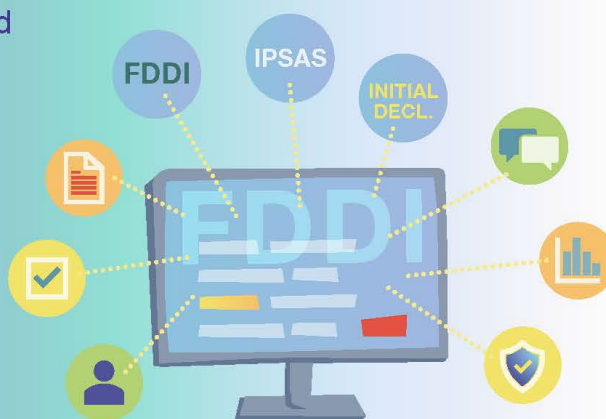 d
FDDI
IPSAS
INITIAL
DECL.
FDDI